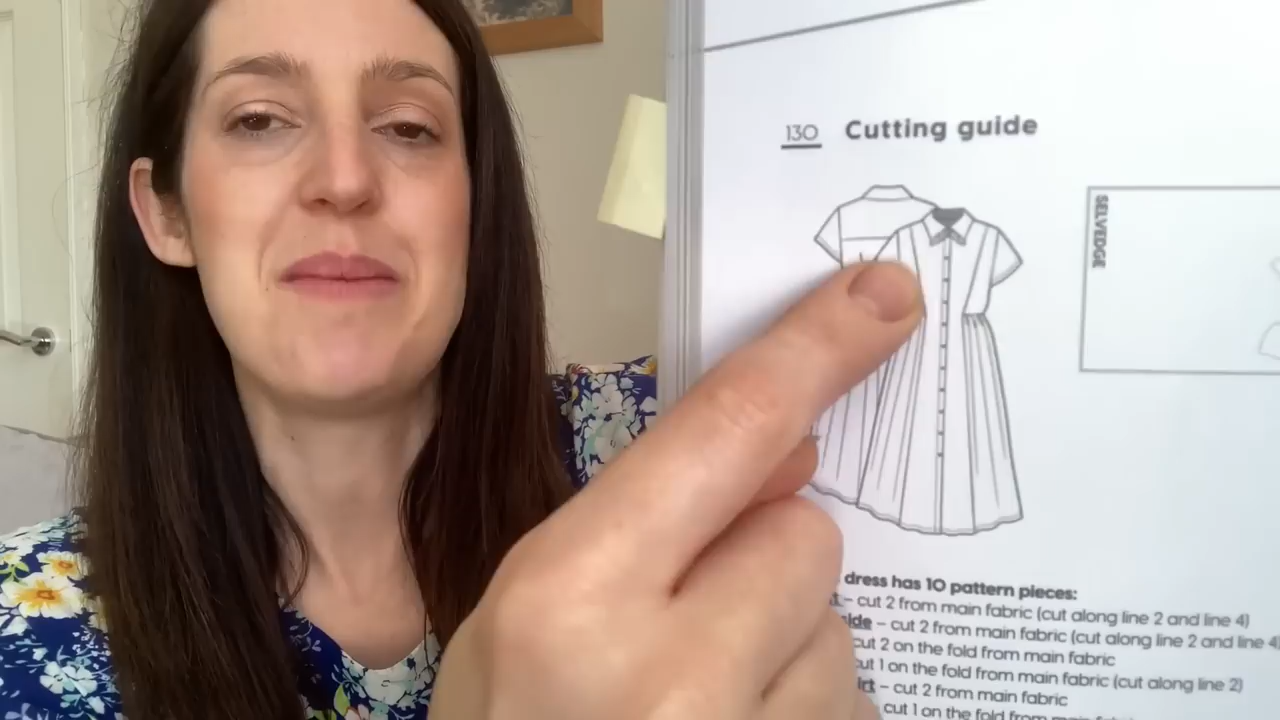 130 Cutting guide
SELVEDGE
dress has 10 pattern pieces:
– cut 2 from main fabric (cut along line 2 and line 4)
– cut 2 from main fabric (cut along line 2 and line 4)
cut 2 on the fold from main fabric
cut 1 on the fold from main fabric (cut along line 2)
– cut 2 from main fabric
cut 1 on the fold from main